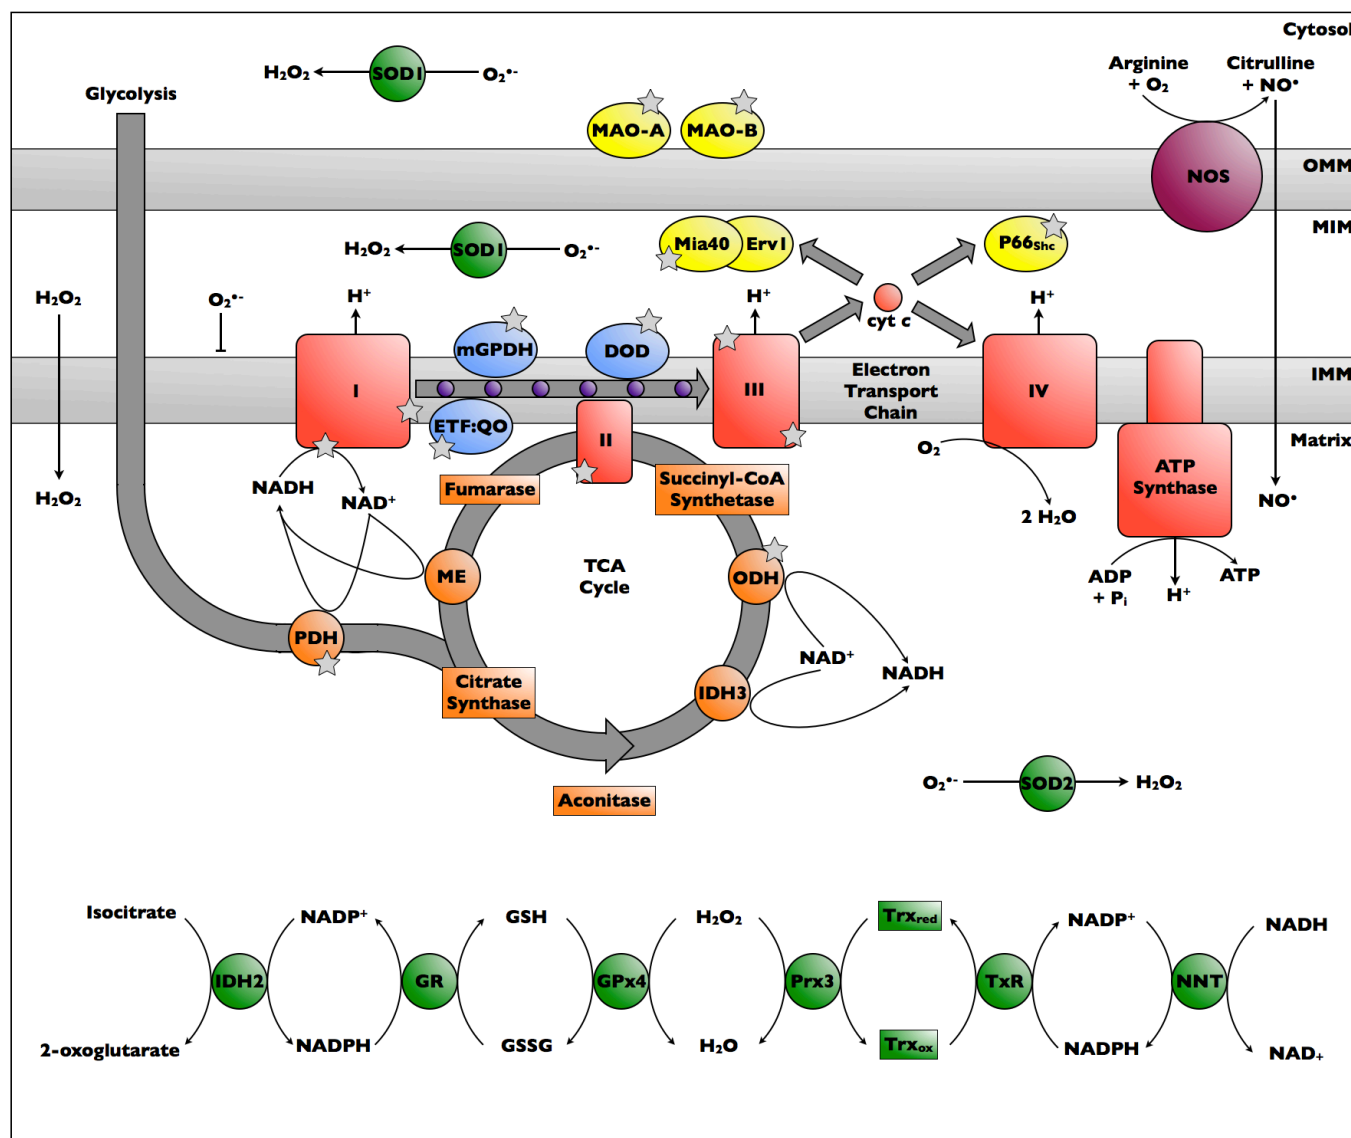 Cytosol
H₂O₂
SOD1
O₂•-
Arginine
+ O₂
Citrulline
+ NO•
Glycolysis
MAO-A
MAO-B
OMM
NOS
MIM
H₂O₂
SOD1
O₂•-
Mia40
Erv1
P66Shc
H₂O₂
O₂•-
H⁺
H⁺
cyt c
H⁺
mGPDH
DOD
I
III
Electron
Transport
Chain
IV
IMM
ETF:QO
II
O₂
Matrix
ATP
Synthase
NADH
NAD⁺
Fumarase
Succinyl-CoA
Synthetase
H₂O₂
2 H₂O
NO•
TCA
Cycle
ME
ODH
ADP
+ Pᵢ
H⁺
ATP
PDH
NAD⁺
NADH
Citrate
Synthase
IDH3
Aconitase
O₂•-
SOD2
H₂O₂
Isocitrate
NADP⁺
GSH
H₂O₂
Trxred
NADP⁺
NADH
IDH2
GR
GPx4
Prx3
TxR
NNT
2-oxoglutarate
NADPH
GSSG
H₂O
Trxox
NADPH
NAD₊